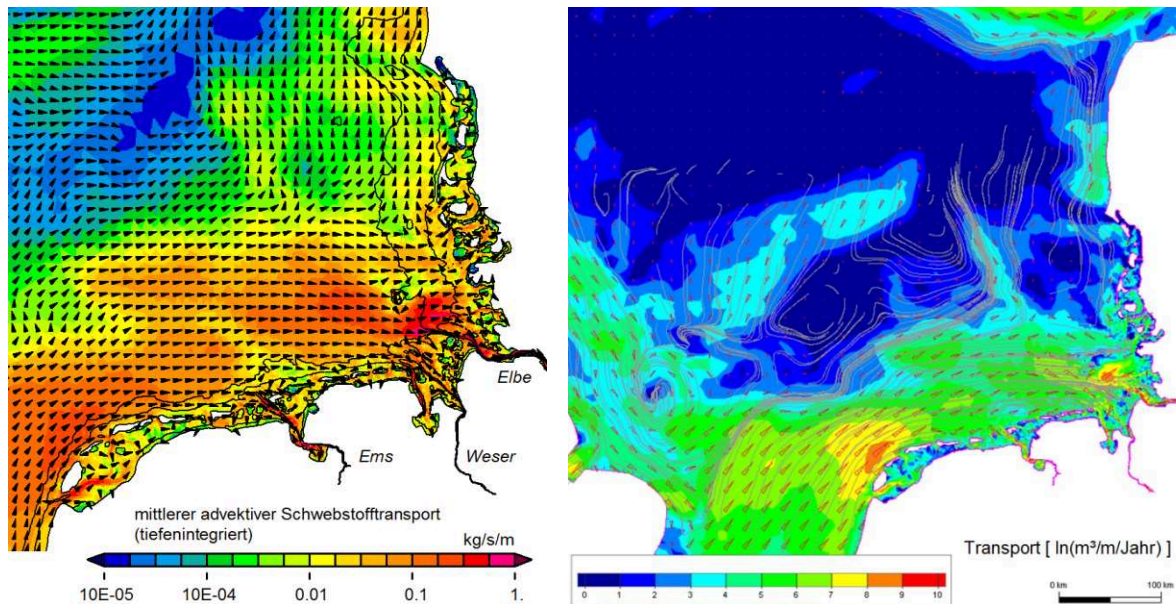 Elbe
Ems
Weser
mittlerer advektiver Schwebstofftransport
(tiefenintegriert)
kg/s/m
10E-05 10E-04 0.01 0.1 1.
Transport [ ln(m³/m/Jahr) ]
0 1 2 3 4 5 6 7 8 9 10
0 km 100 km